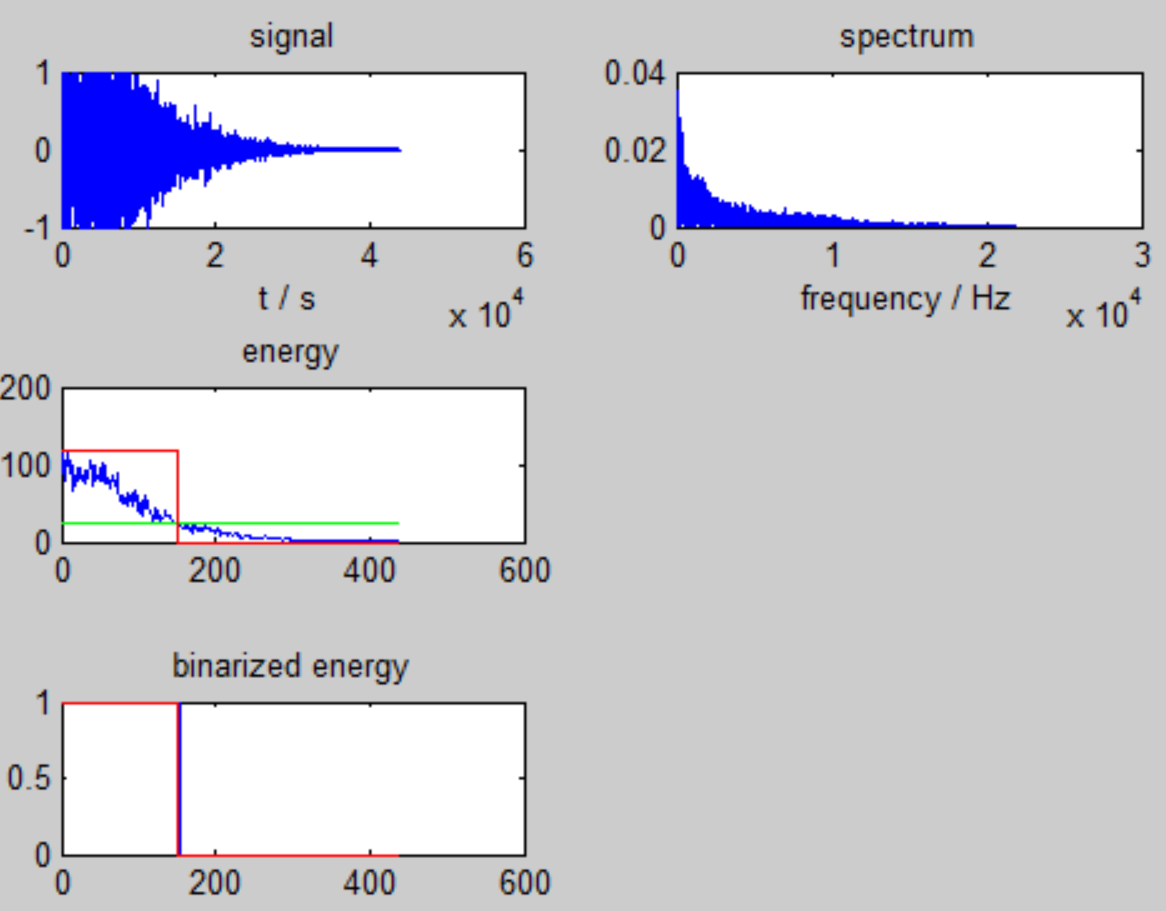 signal
1
0
-1
0 2 4 6
t / s
x 10^4
spectrum
0.04
0.02
0
0 1 2 3
frequency / Hz
x 10^4
energy
200
100
0
0 200 400 600
binarized energy
1
0.5
0
0 200 400 600